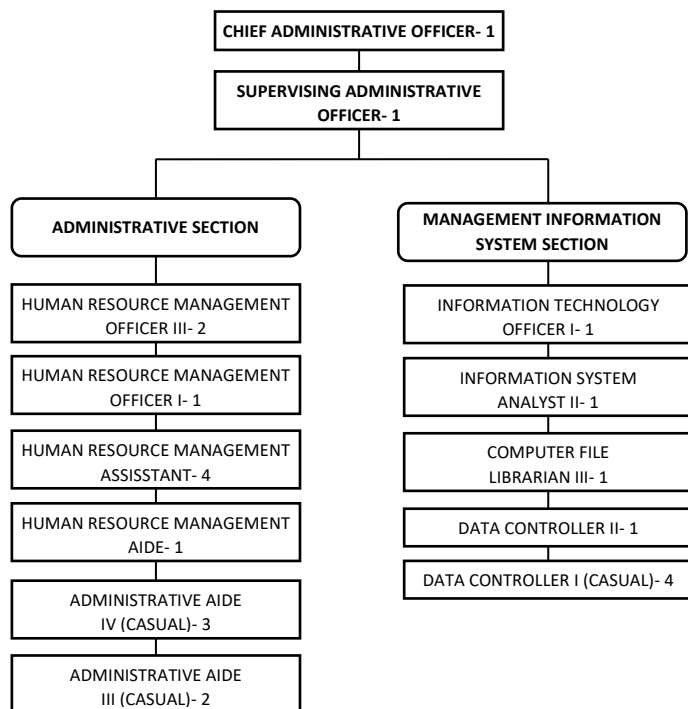 CHIEF ADMINISTRATIVE OFFICER- 1
SUPERVISING ADMINISTRATIVE
OFFICER- 1
ADMINISTRATIVE SECTION
HUMAN RESOURCE MANAGEMENT
OFFICER III- 2
HUMAN RESOURCE MANAGEMENT
OFFICER I- 1
HUMAN RESOURCE MANAGEMENT
ASSISSTANT- 4
HUMAN RESOURCE MANAGEMENT
AIDE- 1
ADMINISTRATIVE AIDE
IV (CASUAL)- 3
ADMINISTRATIVE AIDE
III (CASUAL)- 2
MANAGEMENT INFORMATION
SYSTEM SECTION
INFORMATION TECHNOLOGY
OFFICER I- 1
INFORMATION SYSTEM
ANALYST II- 1
COMPUTER FILE
LIBRARIAN III- 1
DATA CONTROLLER II- 1
DATA CONTROLLER I (CASUAL)- 4